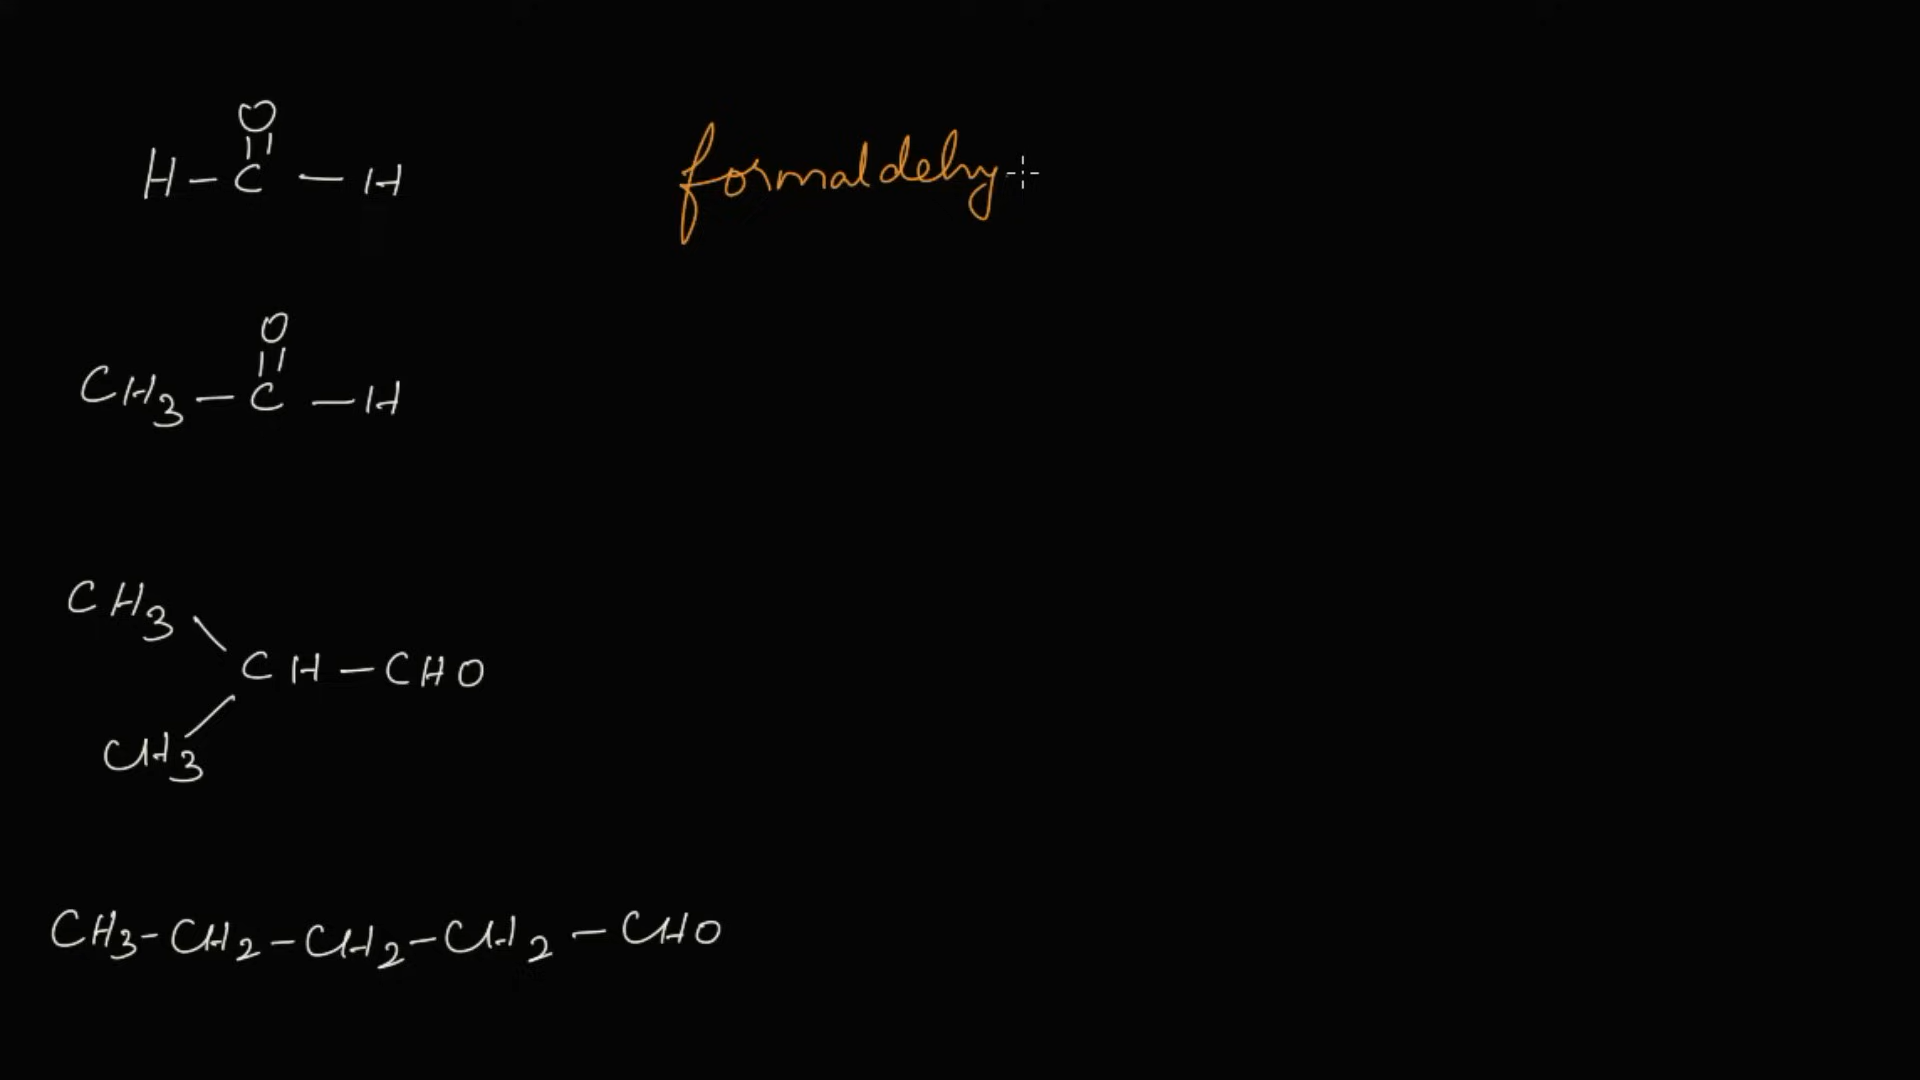 O
H – C – H formaldehy
O
CH3 – C – H
CH3
CH – CHO
CH3
CH3 – CH2 – CH2 – CH2 – CHO